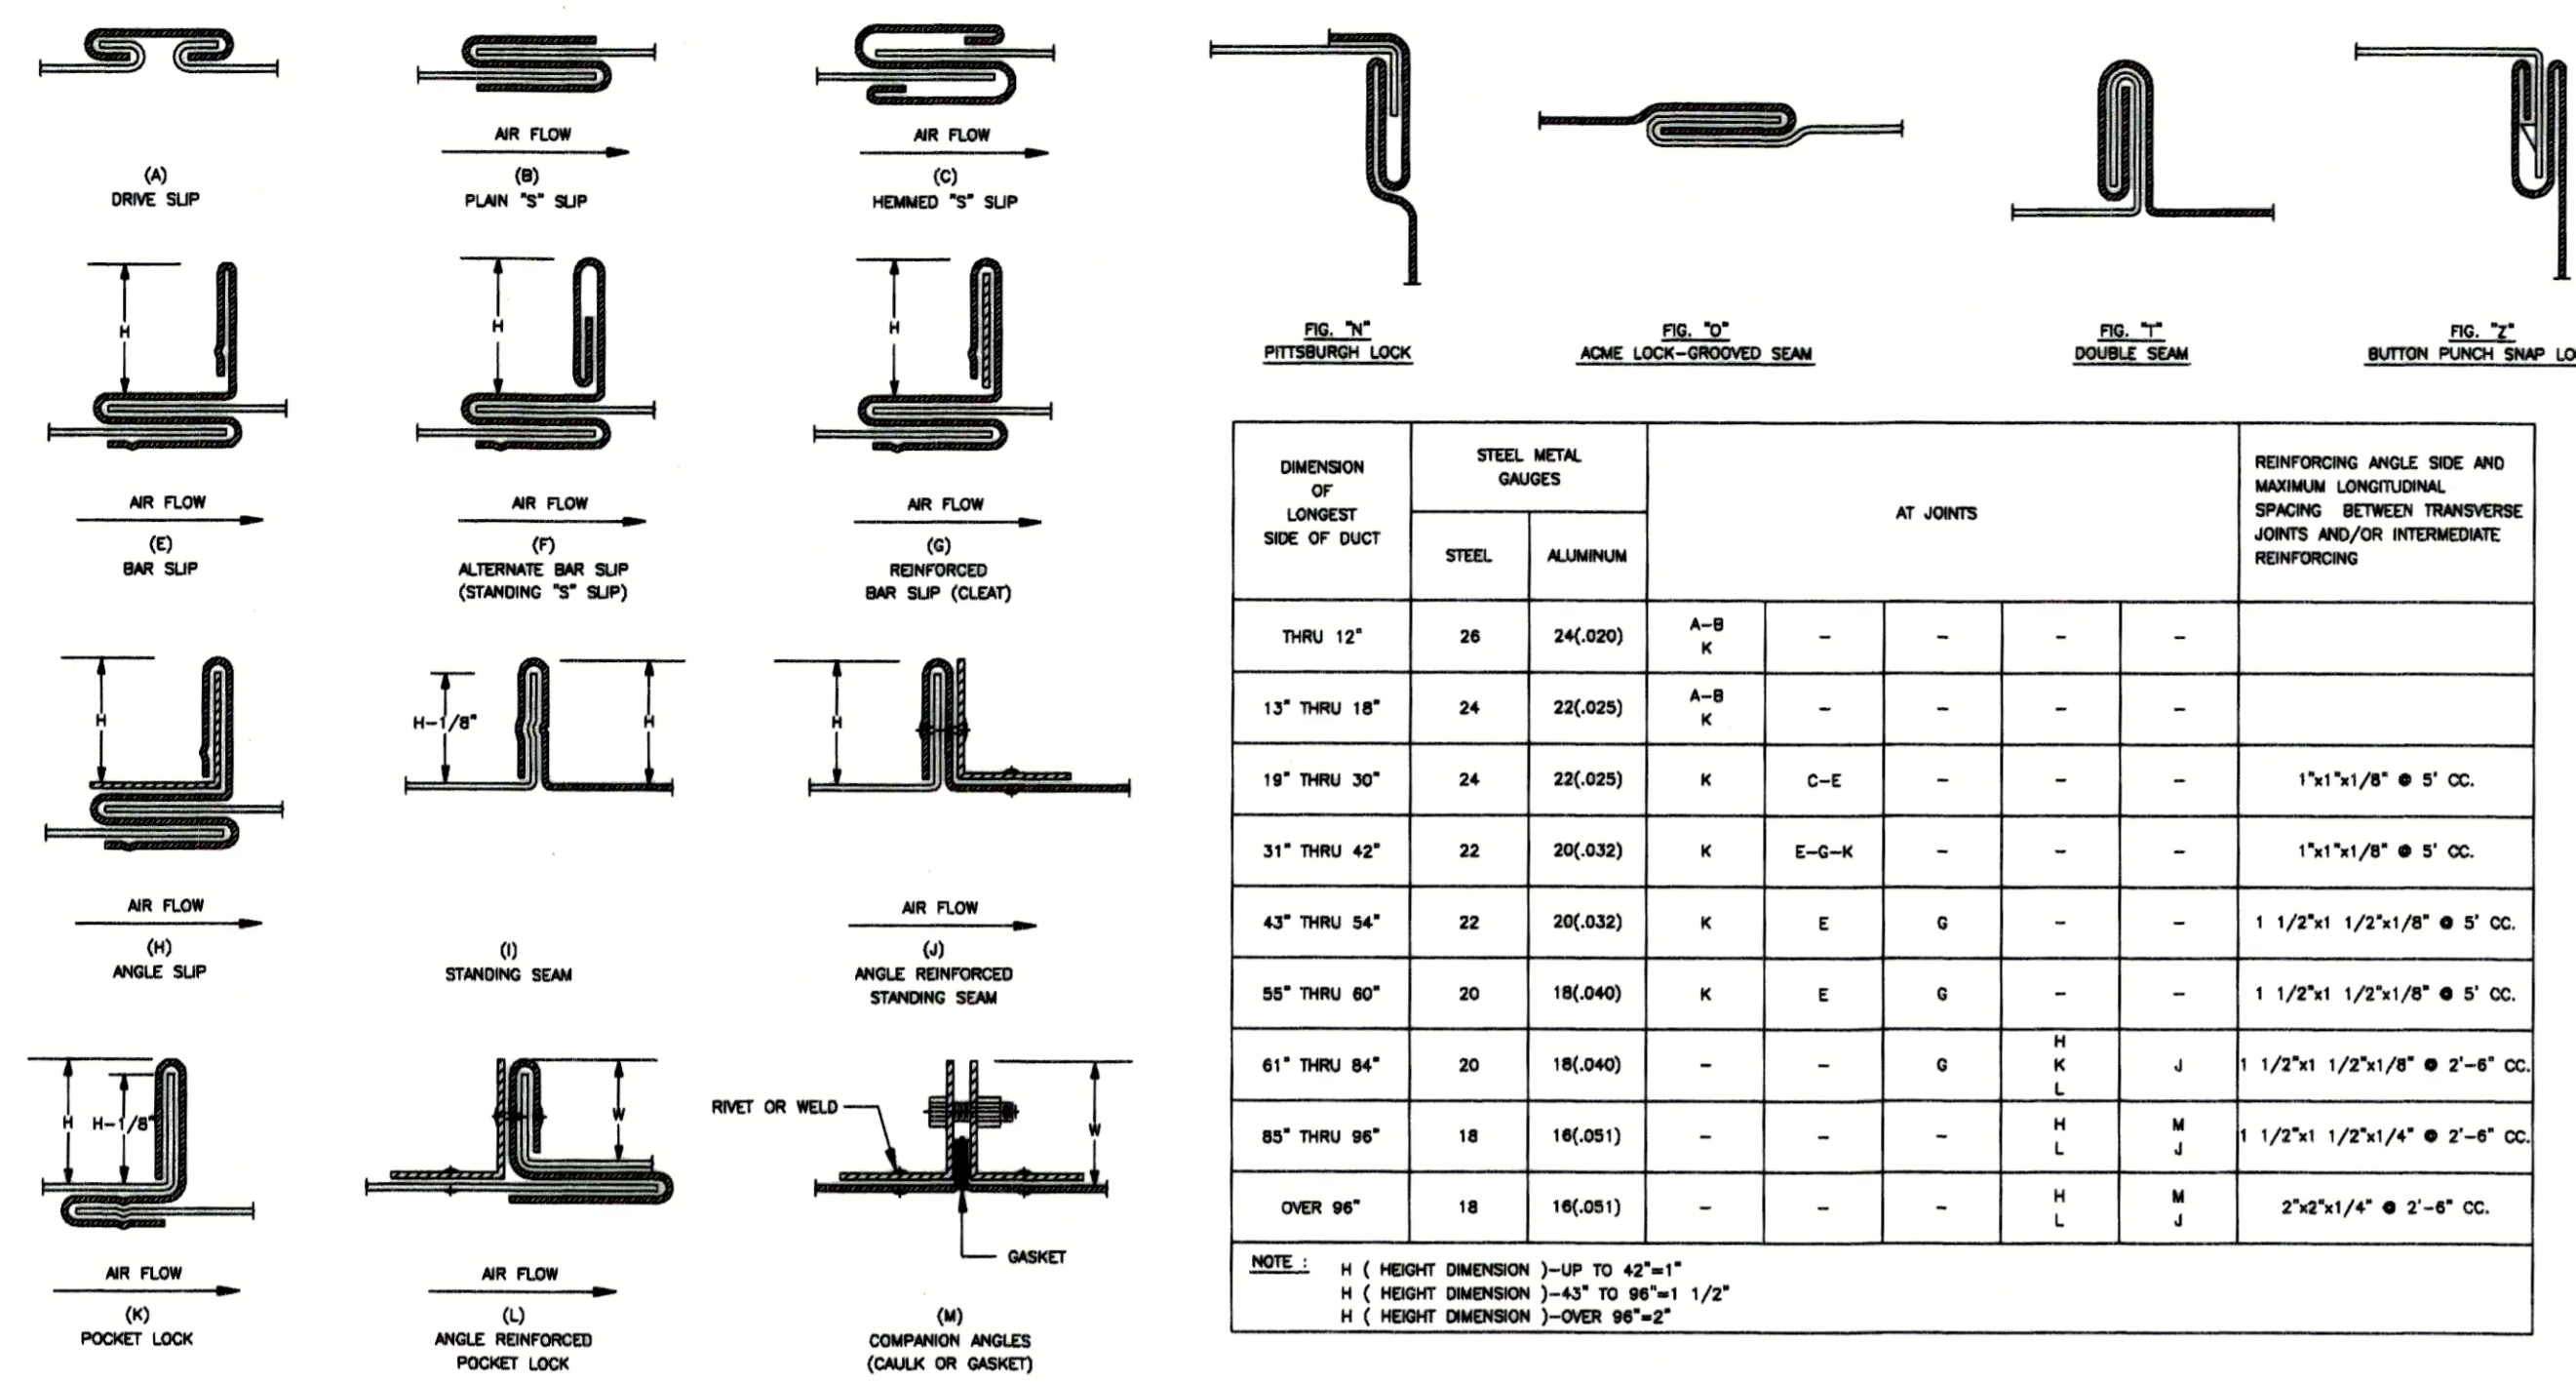 AIR FLOW
AIR FLOW
(A)
DRIVE SLIP
(B)
PLAIN "S" SLIP
(C)
HEMMED "S" SLIP
H
H
H
AIR FLOW
AIR FLOW
AIR FLOW
(E)
BAR SLIP
(F)
ALTERNATE BAR SLIP
(STANDING "S" SLIP)
(G)
REINFORCED
BAR SLIP (CLEAT)
H
H-1/8"
H
H
AIR FLOW
AIR FLOW
(H)
ANGLE SLIP
(I)
STANDING SEAM
(J)
ANGLE REINFORCED
STANDING SEAM
H
H-1/8"
W
RIVET OR WELD
W
GASKET
AIR FLOW
AIR FLOW
(K)
POCKET LOCK
(L)
ANGLE REINFORCED
POCKET LOCK
(M)
COMPANION ANGLES
(CAULK OR GASKET)
FIG. "N"
PITTSBURGH LOCK
FIG. "O"
ACME LOCK-GROOVED SEAM
FIG. "T"
DOUBLE SEAM
FIG. "Z"
BUTTON PUNCH SNAP LO
DIMENSION
OF
LONGEST
SIDE OF DUCT
STEEL METAL
GAUGES
STEEL
ALUMINUM
AT JOINTS
REINFORCING ANGLE SIDE AND
MAXIMUM LONGITUDINAL
SPACING BETWEEN TRANSVERSE
JOINTS AND/OR INTERMEDIATE
REINFORCING
THRU 12" 26 24(.020) A-B K - - - -
13" THRU 18" 24 22(.025) A-B K - - - -
19" THRU 30" 24 22(.025) K C-E - - - 1"x1"x1/8" @ 5' CC.
31" THRU 42" 22 20(.032) K E-G-K - - - 1"x1"x1/8" @ 5' CC.
43" THRU 54" 22 20(.032) K E G - - 1 1/2"x1 1/2"x1/8" @ 5' CC.
55" THRU 60" 20 18(.040) K E G - - 1 1/2"x1 1/2"x1/8" @ 5' CC.
61" THRU 84" 20 18(.040) - - G H K L J 1 1/2"x1 1/2"x1/8" @ 2'-6" CC.
85" THRU 96" 18 16(.051) - - - H L M J 1 1/2"x1 1/2"x1/4" @ 2'-6" CC.
OVER 96" 18 16(.051) - - - H L M J 2"x2"x1/4" @ 2'-6" CC.
NOTE : H ( HEIGHT DIMENSION )-UP TO 42"=1"
H ( HEIGHT DIMENSION )-43" TO 96"=1 1/2"
H ( HEIGHT DIMENSION )-OVER 96"=2"